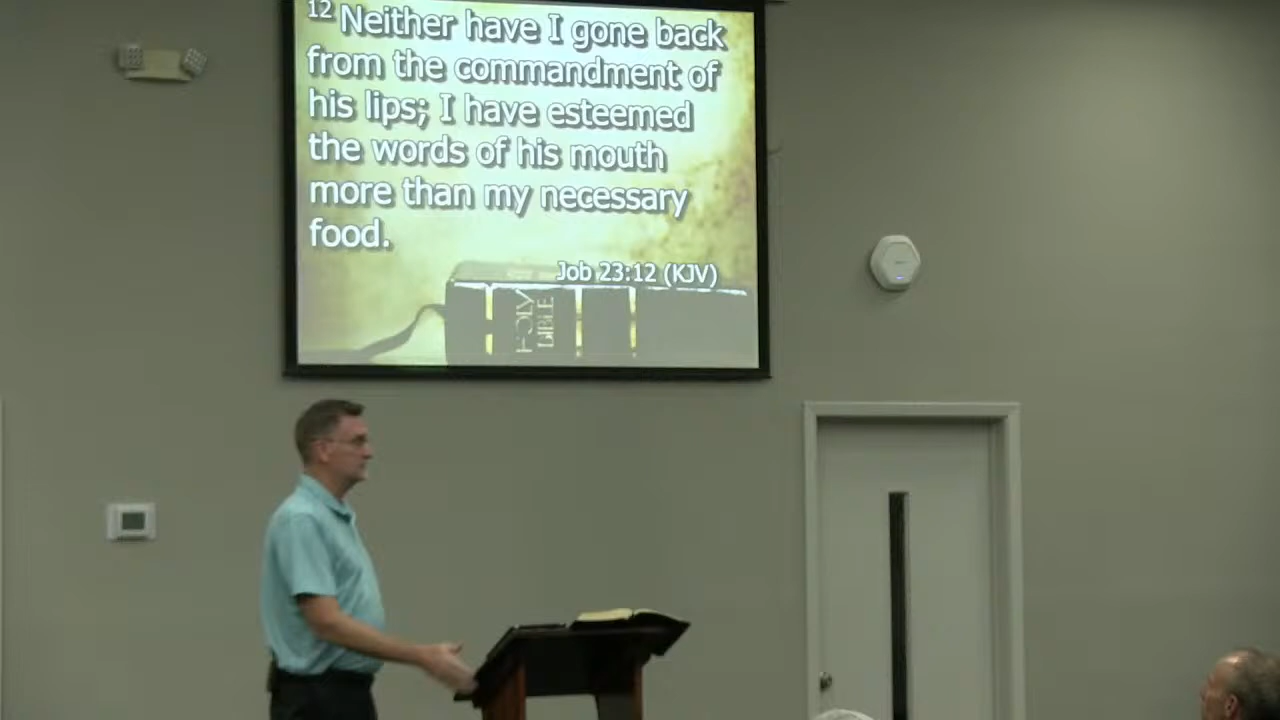 12 Neither have I gone back
from the commandment of
his lips; I have esteemed
the words of his mouth
more than my necessary
food.
Job 23:12 (KJV)
HOLY
BIBLE